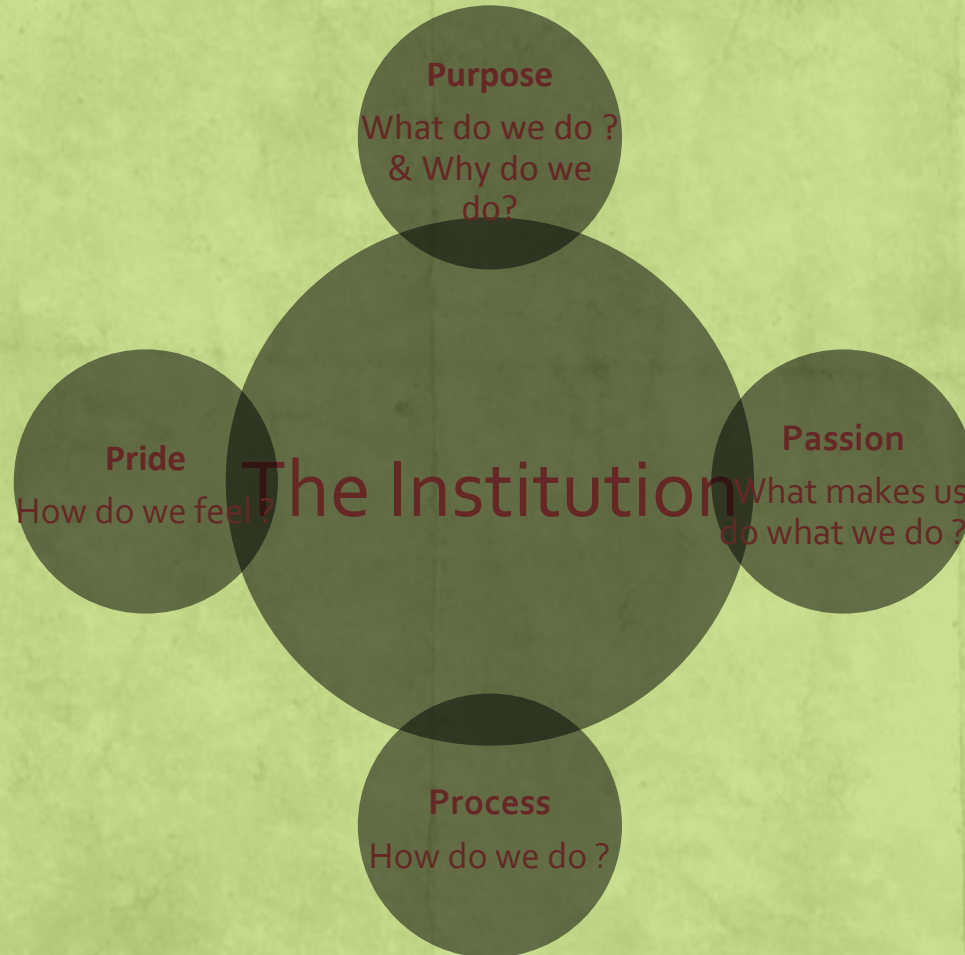 Purpose
What do we do ?
& Why do we
do?
Pride
How do we feel ?
The Institution
Passion
What makes us
do what we do ?
Process
How do we do ?